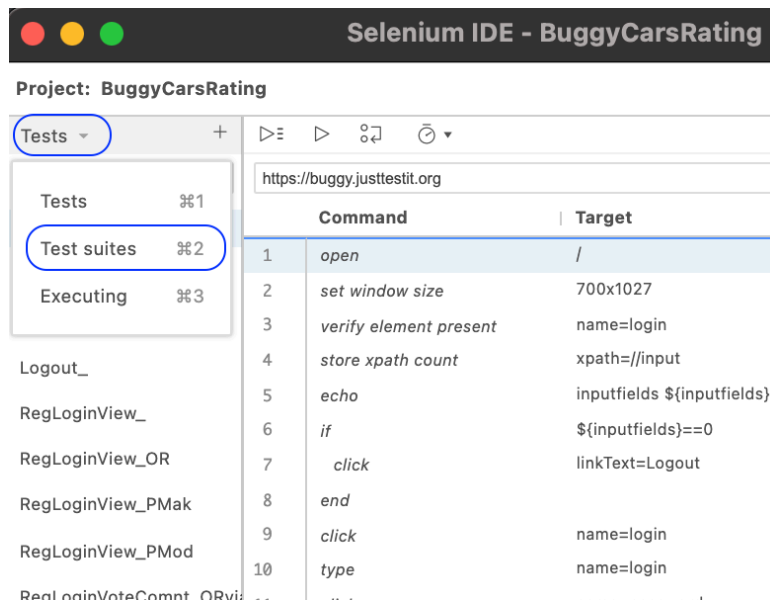 Selenium IDE - BuggyCarsRating
Project: BuggyCarsRating
Tests
https://buggy.justtestit.org
Tests ⌘1
Test suites ⌘2
Executing ⌘3
Logout_
RegLoginView_
RegLoginView_OR
RegLoginView_PMak
RegLoginView_PMod
RegLoginVoteComnt_ORvi
Command Target
1 open /
2 set window size 700x1027
3 verify element present name=login
4 store xpath count xpath=//input
5 echo inputfields ${inputfields}
6 if ${inputfields}==0
7 click linkText=Logout
8 end
9 click name=login
10 type name=login